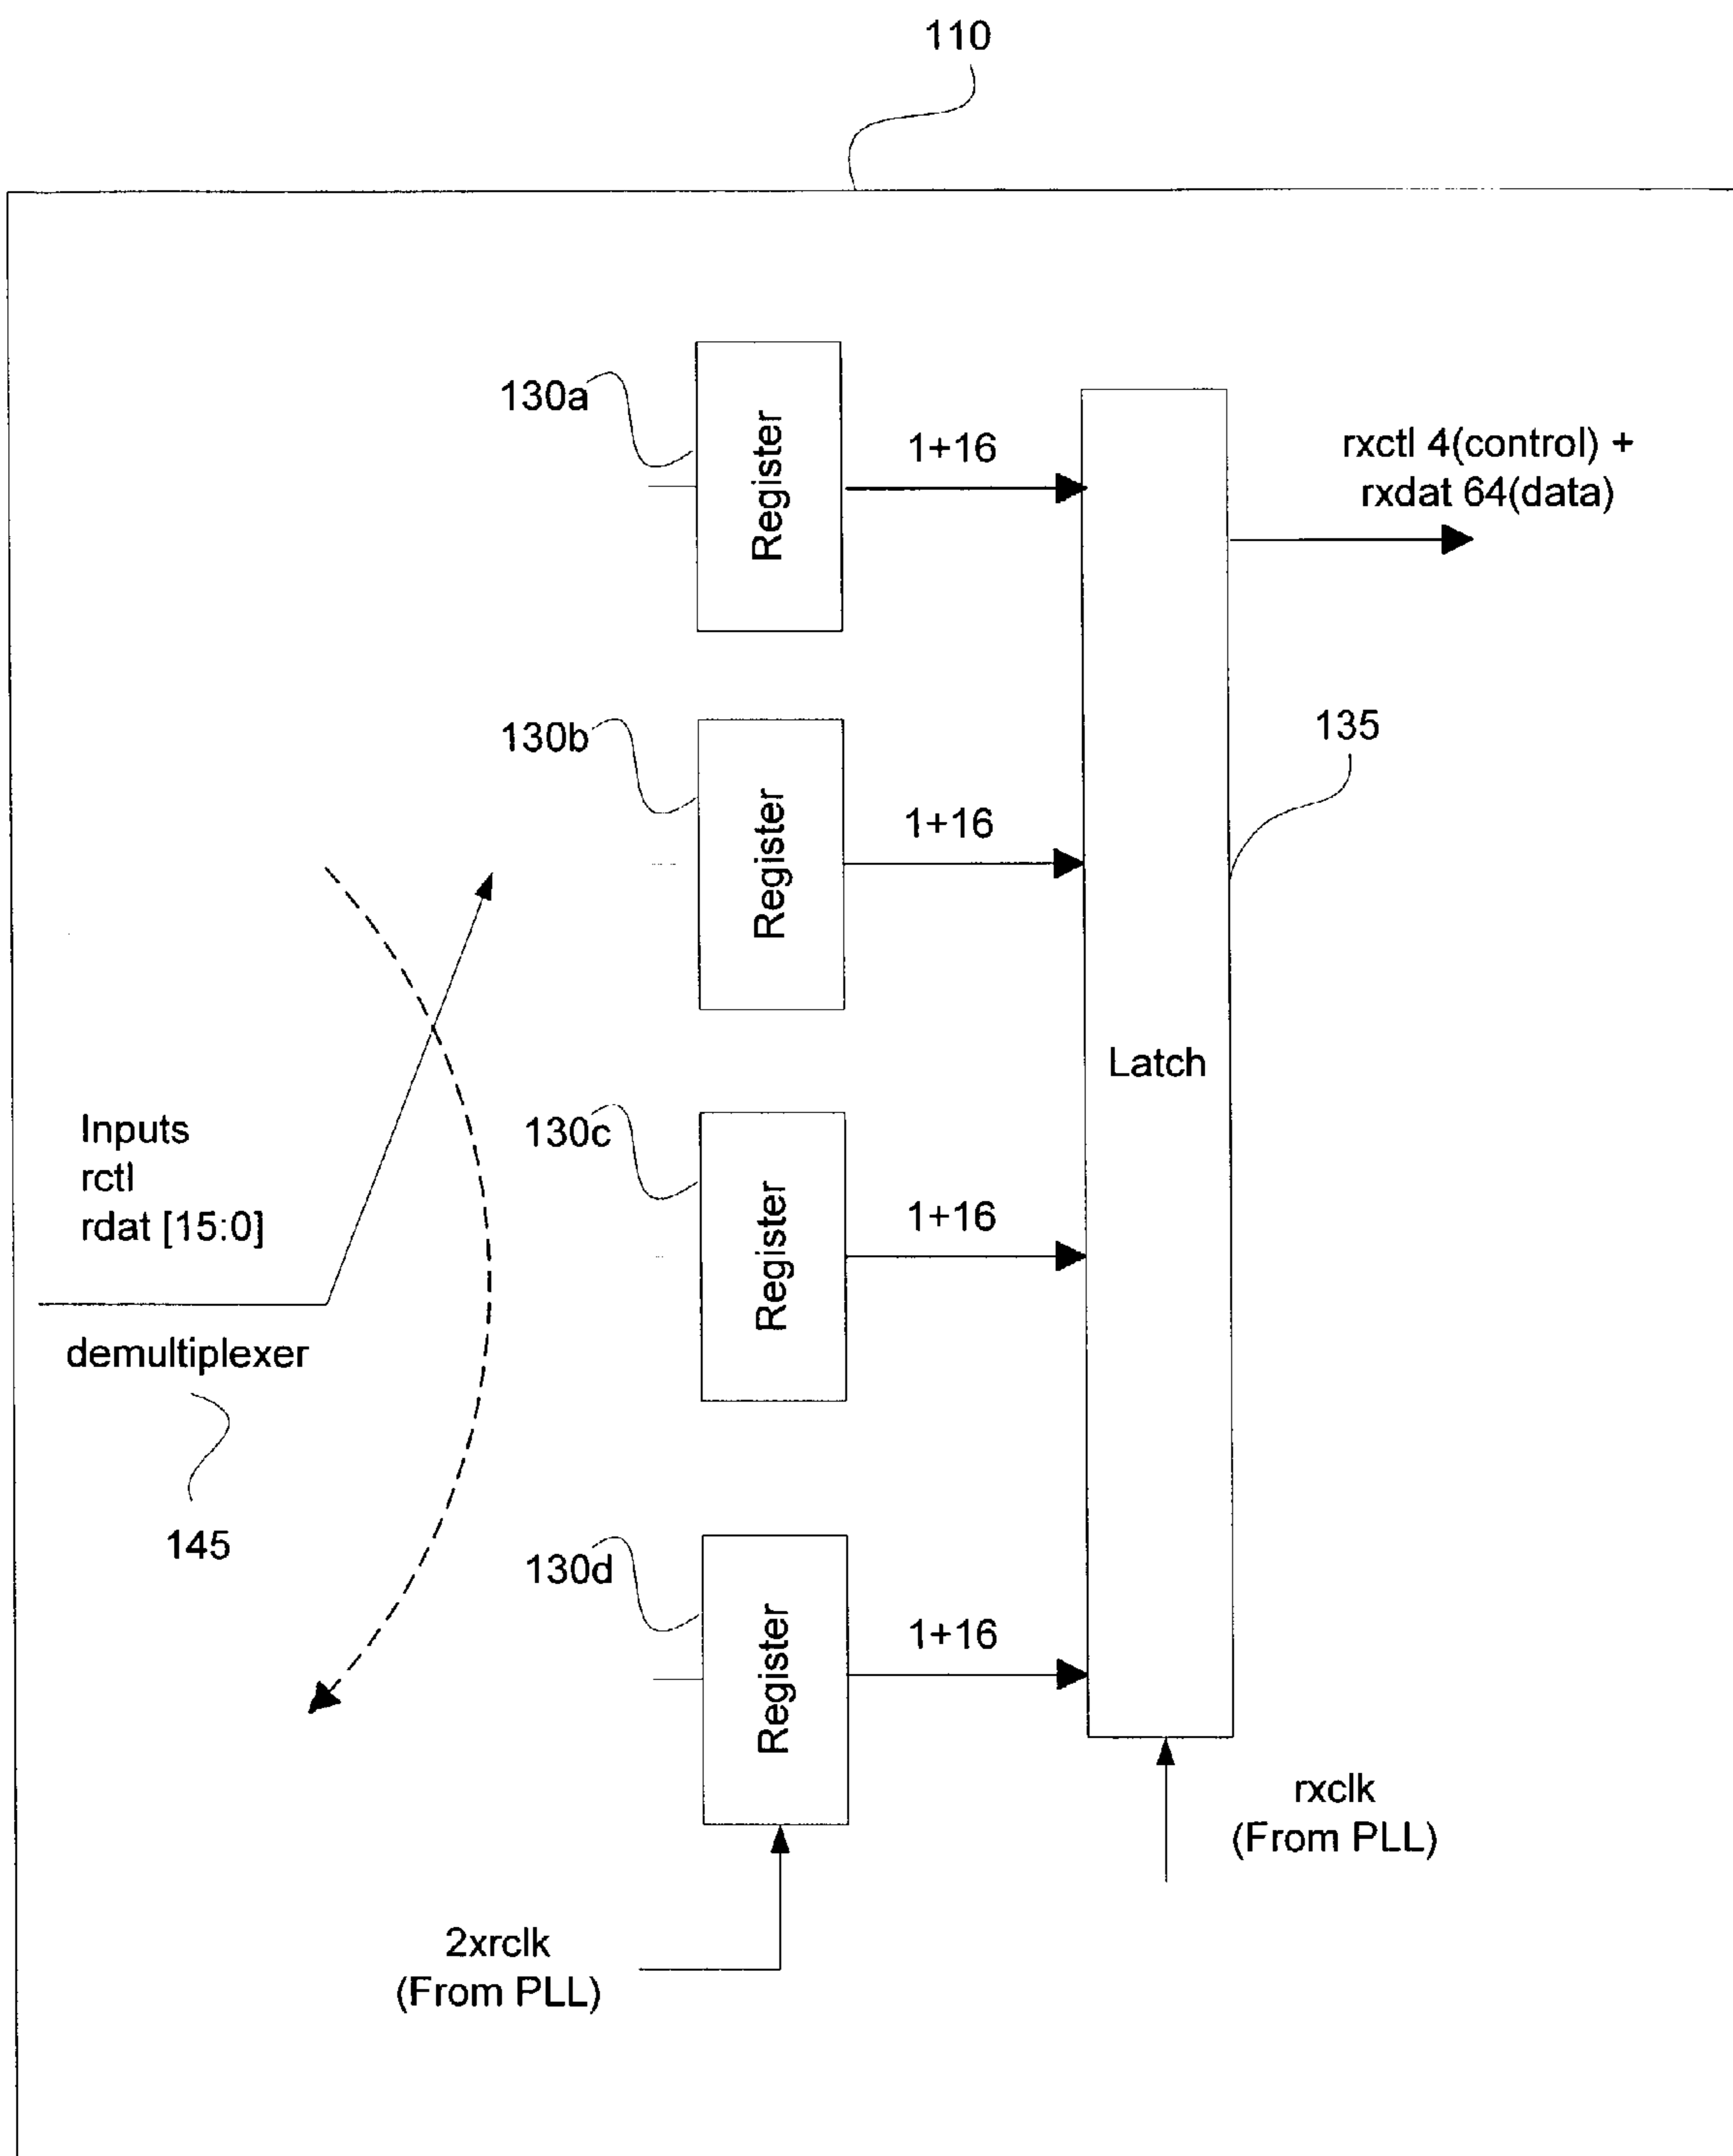 110
130a
Register
1+16
rxctl 4(control) +
rxdat 64(data)
130b
Register
1+16
135
Latch
Inputs
rctl
rdat [15:0]
130c
Register
1+16
demultiplexer
145
130d
Register
1+16
rxclk
(From PLL)
2xrclk
(From PLL)